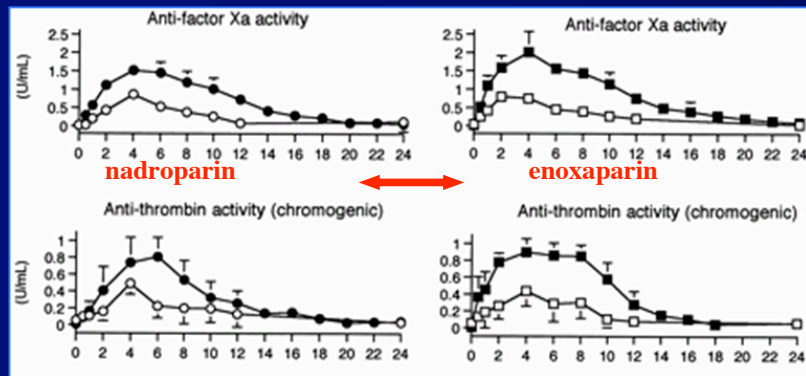 Anti-factor Xa activity
Anti-factor Xa activity
(U/mL)
2.5
2
1.5
1
0.5
0
0 2 4 6 8 10 12 14 16 18 20 22 24
2.5
2
1.5
1
0.5
0
0 2 4 6 8 10 12 14 16 18 20 22 24
nadroparin
enoxaparin
Anti-thrombin activity (chromogenic)
Anti-thrombin activity (chromogenic)
(U/mL)
1
0.8
0.6
0.4
0.2
0
0 2 4 6 8 10 12 14 16 18 20 22 24
1
0.8
0.6
0.4
0.2
0
0 2 4 6 8 10 12 14 16 18 20 22 24